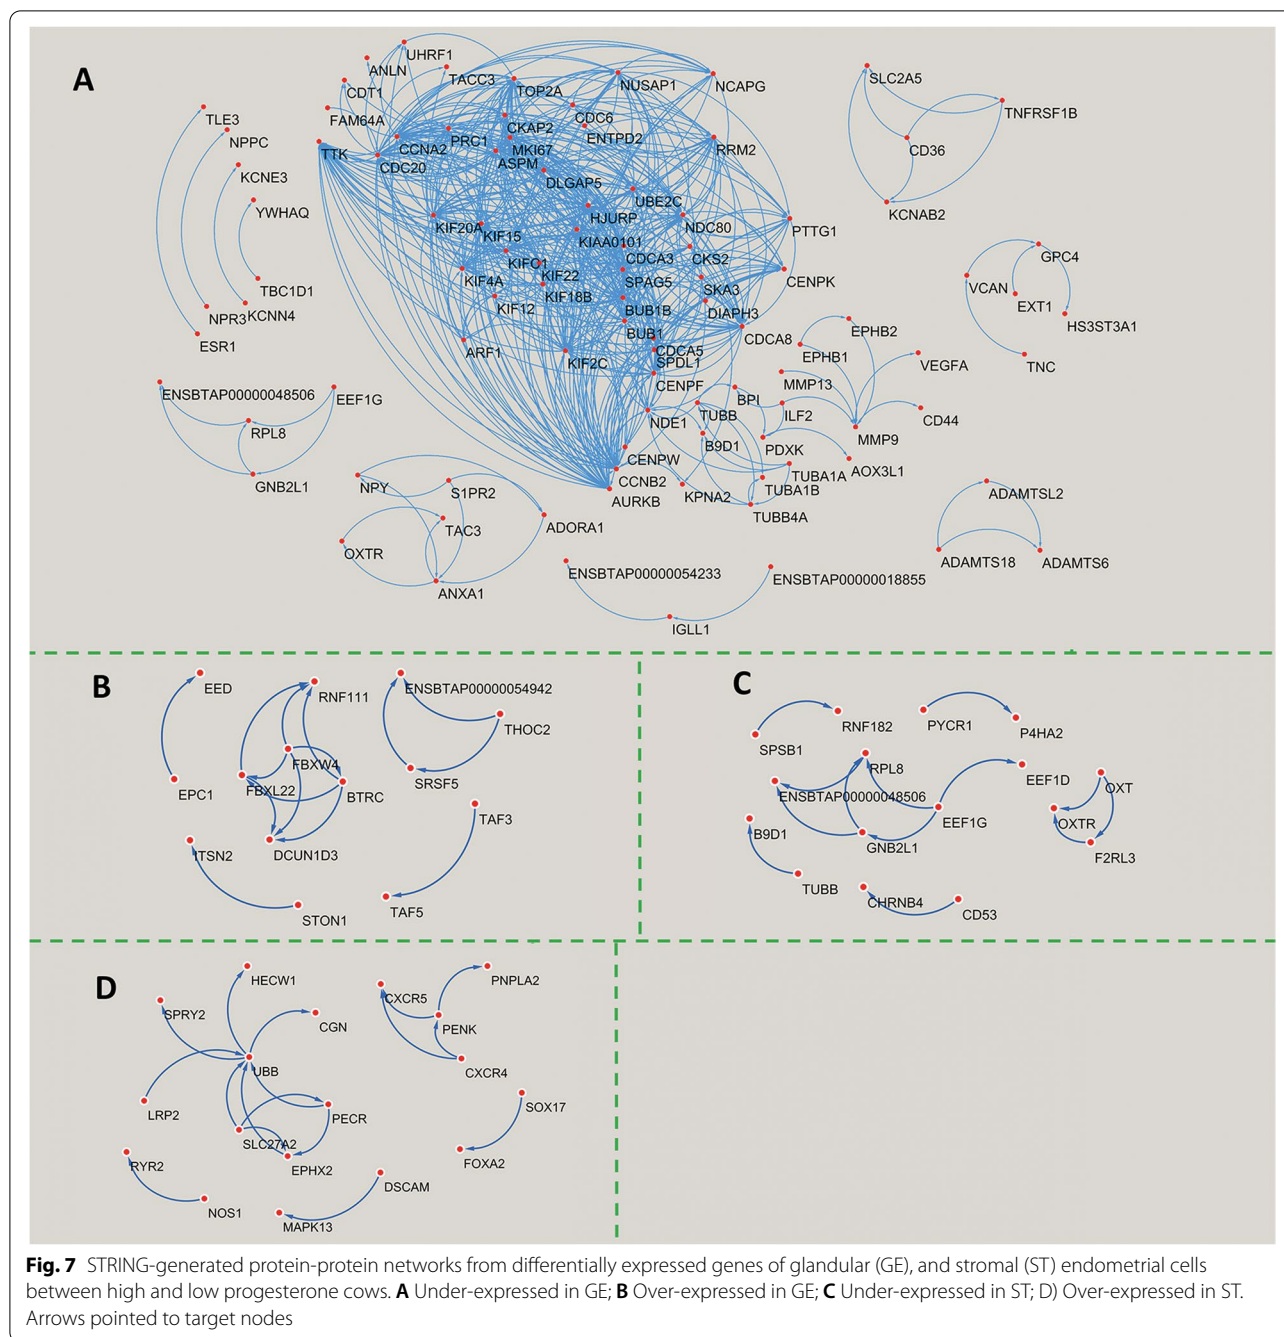 A
UHRF1
ANLN
TACC3
CDT1
TOP2A
NUSAP1
NCAPG
SLC2A5
TNFRSF1B
TLE3
FAM64A
CDC6
CKAP2
ENTPD2
NPPC
TTK
CCNA2
PRC1
MKI67
RRM2
CD36
KCNE3
CDC20
ASPM
DLGAP5
YWHAQ
UBE2C
KCNAB2
HJURP
KIF20A
KIF15
NDC80
PTTG1
KIAA0101
GPC4
CDCA3
CKS2
KIFC1
KIF22
KIF4A
SPAG5
SKA3
CENPK
VCAN
TBC1D1
KIF18B
EXT1
KIF12
BUB1B
DIAPH3
NPR3
KCNN4
HS3ST3A1
BUB1
EPHB2
ESR1
CDCA8
ARF1
CDCA5
EPHB1
KIF2C
SPDL1
VEGFA
TNC
CENPF
MMP13
ENSBTAP00000048506
EEF1G
BPI
TUBB
ILF2
NDE1
CD44
RPL8
B9D1
PDXK
MMP9
CENPW
AOX3L1
GNB2L1
CCNB2
TUBA1A
NPY
S1PR2
KPNA2
TUBA1B
ADAMTSL2
AURKB
TUBB4A
TAC3
ADORA1
OXTR
ADAMTS18
ADAMTS6
ENSBTAP00000054233
ENSBTAP00000018855
ANXA1
IGLL1
B
EED
RNF111
ENSBTAP00000054942
THOC2
FBXW4
EPC1
FBXL22
BTRC
SRSF5
TAF3
ITSN2
DCUN1D3
STON1
TAF5
C
RNF182
PYCR1
P4HA2
SPSB1
RPL8
EEF1D
OXT
ENSBTAP00000048506
EEF1G
OXTR
B9D1
GNB2L1
F2RL3
TUBB
CHRNB4
CD53
D
HECW1
PNPLA2
CXCR5
SPRY2
CGN
PENK
UBB
CXCR4
LRP2
PECR
SOX17
SLC27A2
RYR2
EPHX2
FOXA2
DSCAM
NOS1
MAPK13
Fig. 7 STRING-generated protein-protein networks from differentially expressed genes of glandular (GE), and stromal (ST) endometrial cells
between high and low progesterone cows. A Under-expressed in GE; B Over-expressed in GE; C Under-expressed in ST; D) Over-expressed in ST.
Arrows pointed to target nodes